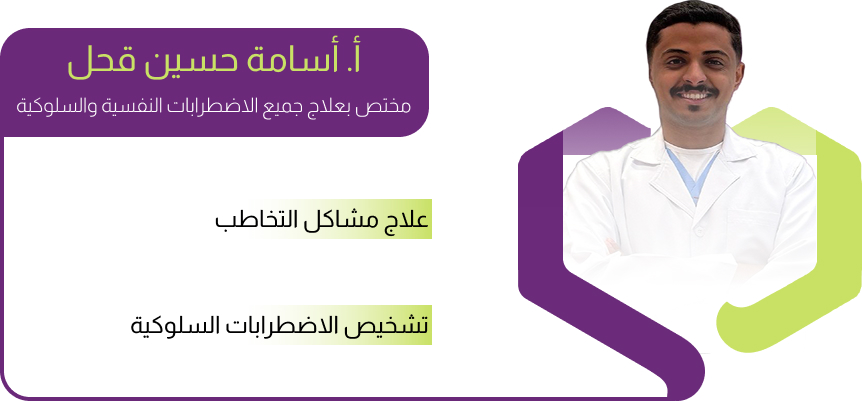 أ. أسامة حسين قحل
مختص بعلاج جميع الاضطرابات النفسية والسلوكية
علاج مشاكل التخاطب
تشخيص الاضطرابات السلوكية